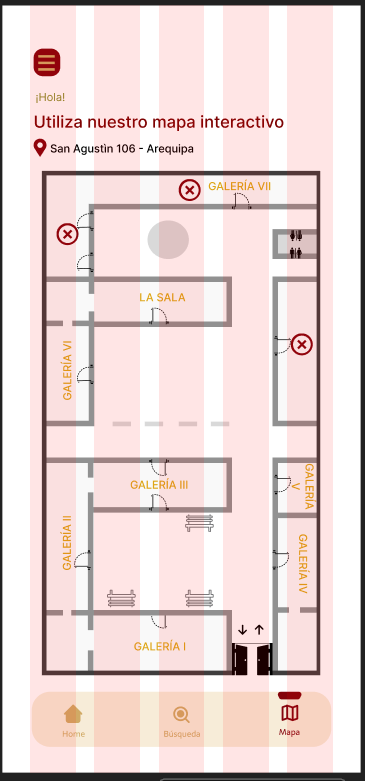 ¡Hola!
Utiliza nuestro mapa interactivo
San Agustìn 106 - Arequipa
GALERÍA VII
LA SALA
GALERÍA VI
GALERÍA III
GALERÍA
V
GALERÍA II
GALERÍA IV
GALERÍA I
Home
Búsqueda
Mapa